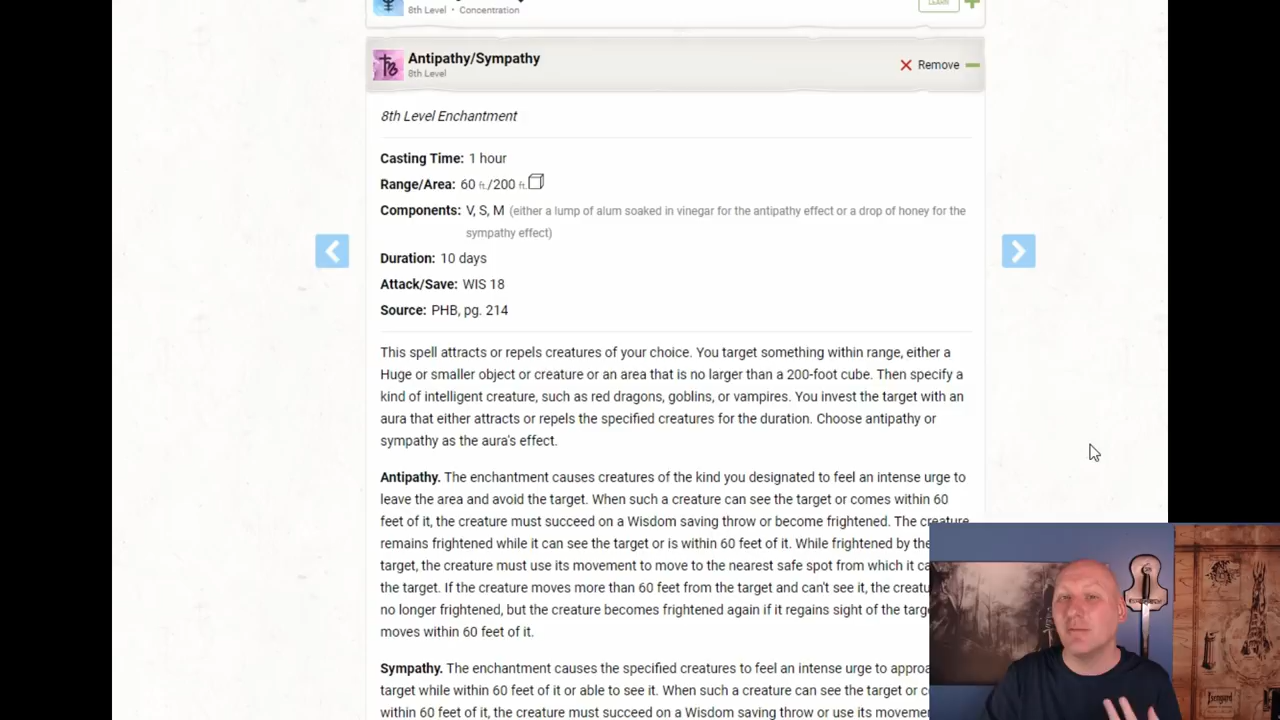 8th Level • Concentration
Antipathy/Sympathy
8th Level
Remove
8th Level Enchantment
Casting Time: 1 hour
Range/Area: 60 ft./200 ft.
Components: V, S, M (either a lump of alum soaked in vinegar for the antipathy effect or a drop of honey for the
sympathy effect)
Duration: 10 days
Attack/Save: WIS 18
Source: PHB, pg. 214
This spell attracts or repels creatures of your choice. You target something within range, either a
Huge or smaller object or creature or an area that is no larger than a 200-foot cube. Then specify a
kind of intelligent creature, such as red dragons, goblins, or vampires. You invest the target with an
aura that either attracts or repels the specified creatures for the duration. Choose antipathy or
sympathy as the aura's effect.
Antipathy. The enchantment causes creatures of the kind you designated to feel an intense urge to
leave the area and avoid the target. When such a creature can see the target or comes within 60
feet of it, the creature must succeed on a Wisdom saving throw or become frightened. The creature
remains frightened while it can see the target or is within 60 feet of it. While frightened by the
target, the creature must use its movement to move to the nearest safe spot from which it
the target. If the creature moves more than 60 feet from the target and can't see it, the
no longer frightened, but the creature becomes frightened again if it regains sight of the
moves within 60 feet of it.
Sympathy. The enchantment causes the specified creatures to feel an intense urge to
target while within 60 feet of it or able to see it. When such a creature can see the target or
within 60 feet of it, the creature must succeed on a Wisdom saving throw or use its